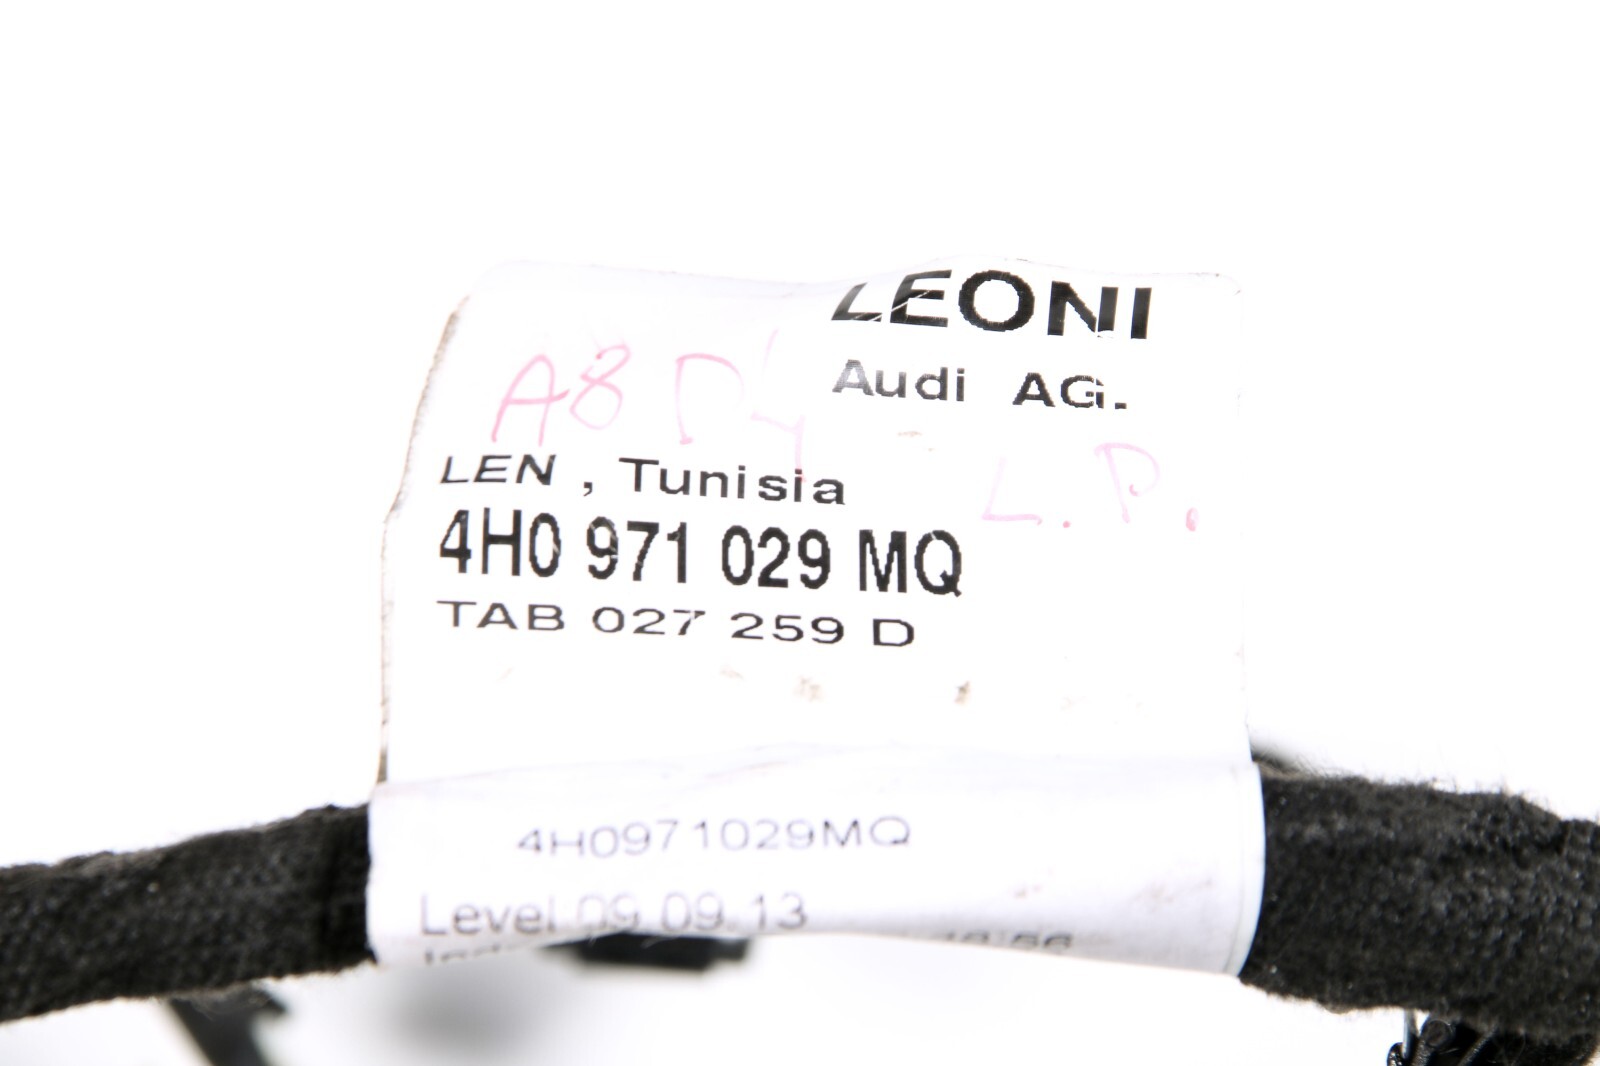 LEONI
Audi AG.
A8 D4
L.P.
LEN , Tunisia
4H0 971 029 MQ
TAB 027 259 D
4H0971029MQ
Level 09.09.13